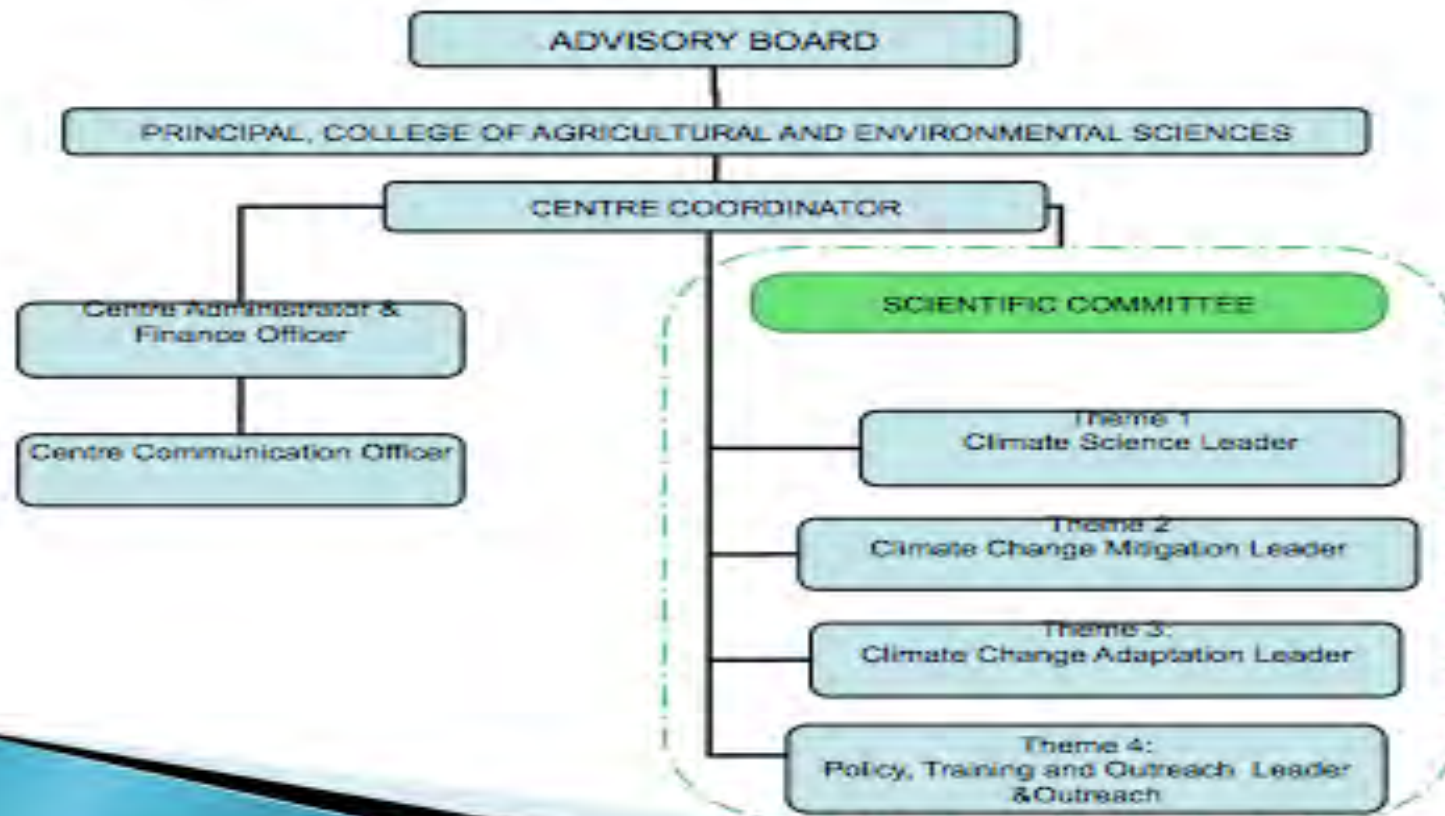 ADVISORY BOARD
PRINCIPAL, COLLEGE OF AGRICULTURAL AND ENVIRONMENTAL SCIENCES
CENTRE COORDINATOR
Centre Administrator &
Finance Officer
Centre Communication Officer
SCIENTIFIC COMMITTEE
Theme 1
Climate Science Leader
Theme 2
Climate Change Mitigation Leader
Theme 3:
Climate Change Adaptation Leader
Theme 4:
Policy, Training and Outreach Leader
&Outreach